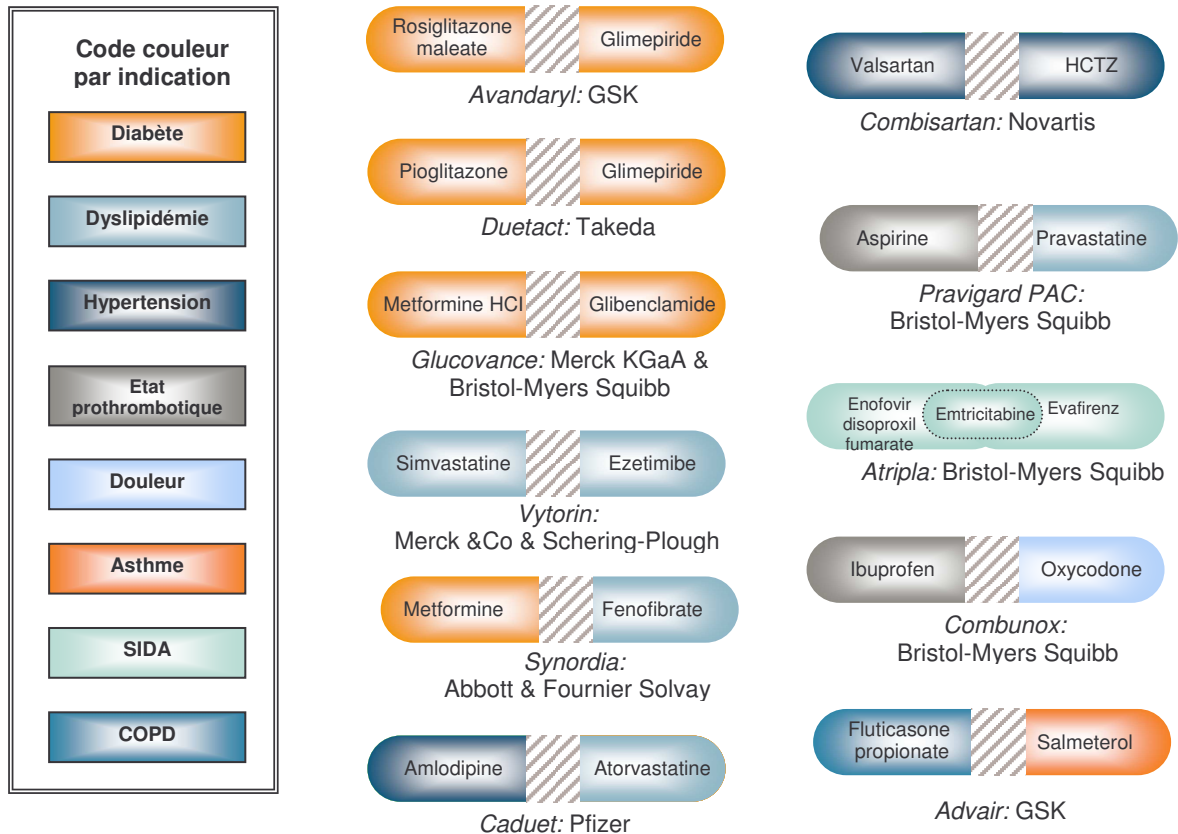 Code couleur
par indication
Diabète
Dyslipidémie
Hypertension
Etat
prothrombotique
Douleur
Asthme
SIDA
COPD
Rosiglitazone
maleate
Glimepiride
Avandaryl: GSK
Pioglitazone
Glimepiride
Duetact: Takeda
Metformine HCl
Glibenclamide
Glucovance: Merck KGaA &
Bristol-Myers Squibb
Simvastatine
Ezetimibe
Vytorin:
Merck &Co & Schering-Plough
Metformine
Fenofibrate
Synordia:
Abbott & Fournier Solvay
Amlodipine
Atorvastatine
Caduet: Pfizer
Valsartan
HCTZ
Combisartan: Novartis
Aspirine
Pravastatine
Pravigard PAC:
Bristol-Myers Squibb
Enofovir
disoproxil
fumarate
Emtricitabine
Evafirenz
Atripla: Bristol-Myers Squibb
Ibuprofen
Oxycodone
Combunox:
Bristol-Myers Squibb
Fluticasone
propionate
Salmeterol
Advair: GSK